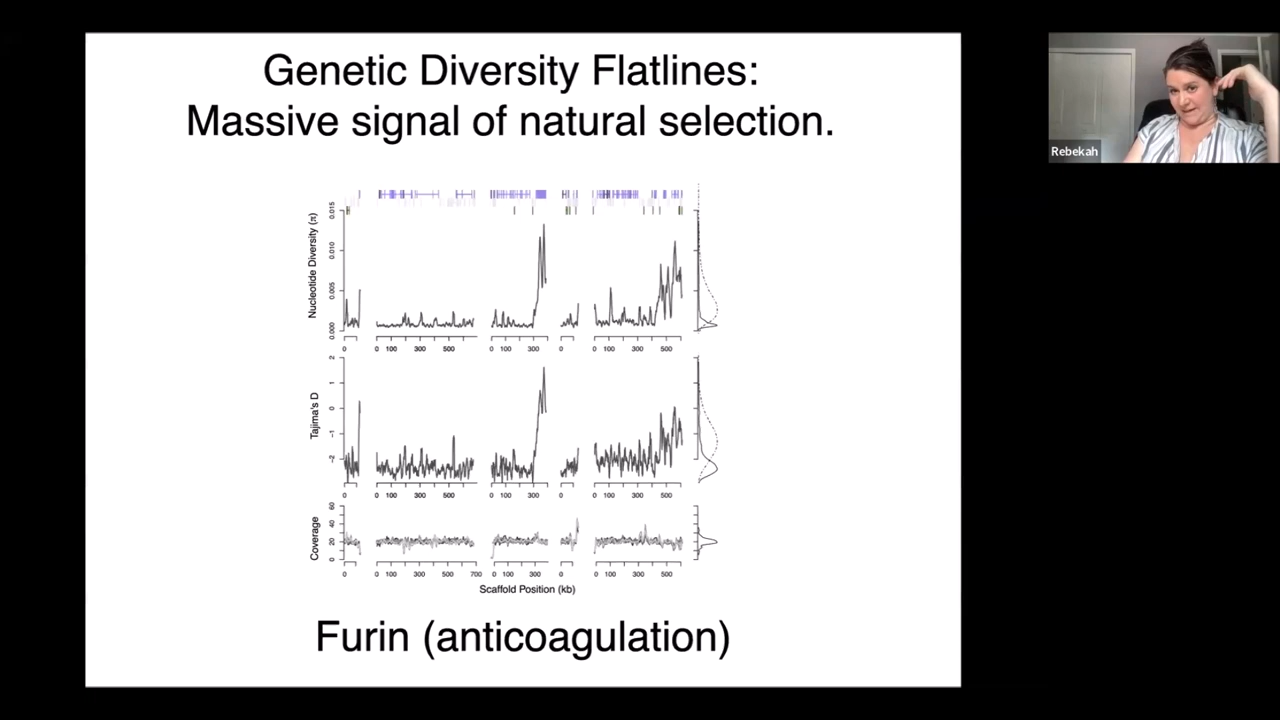 Genetic Diversity Flatlines:
Massive signal of natural selection.
Rebekah
Nucleotide Diversity (π)
0.015
0.010
0.005
0.000
0 0 100 300 500 0 100 300 0 0 100 300 500
Tajima's D
2
1
0
−1
−2
0 0 100 300 500 0 100 300 0 0 100 300 500
Coverage
60
40
20
0
0 0 100 300 500 700 0 100 300 0 0 100 300 500
Scaffold Position (kb)
Furin (anticoagulation)